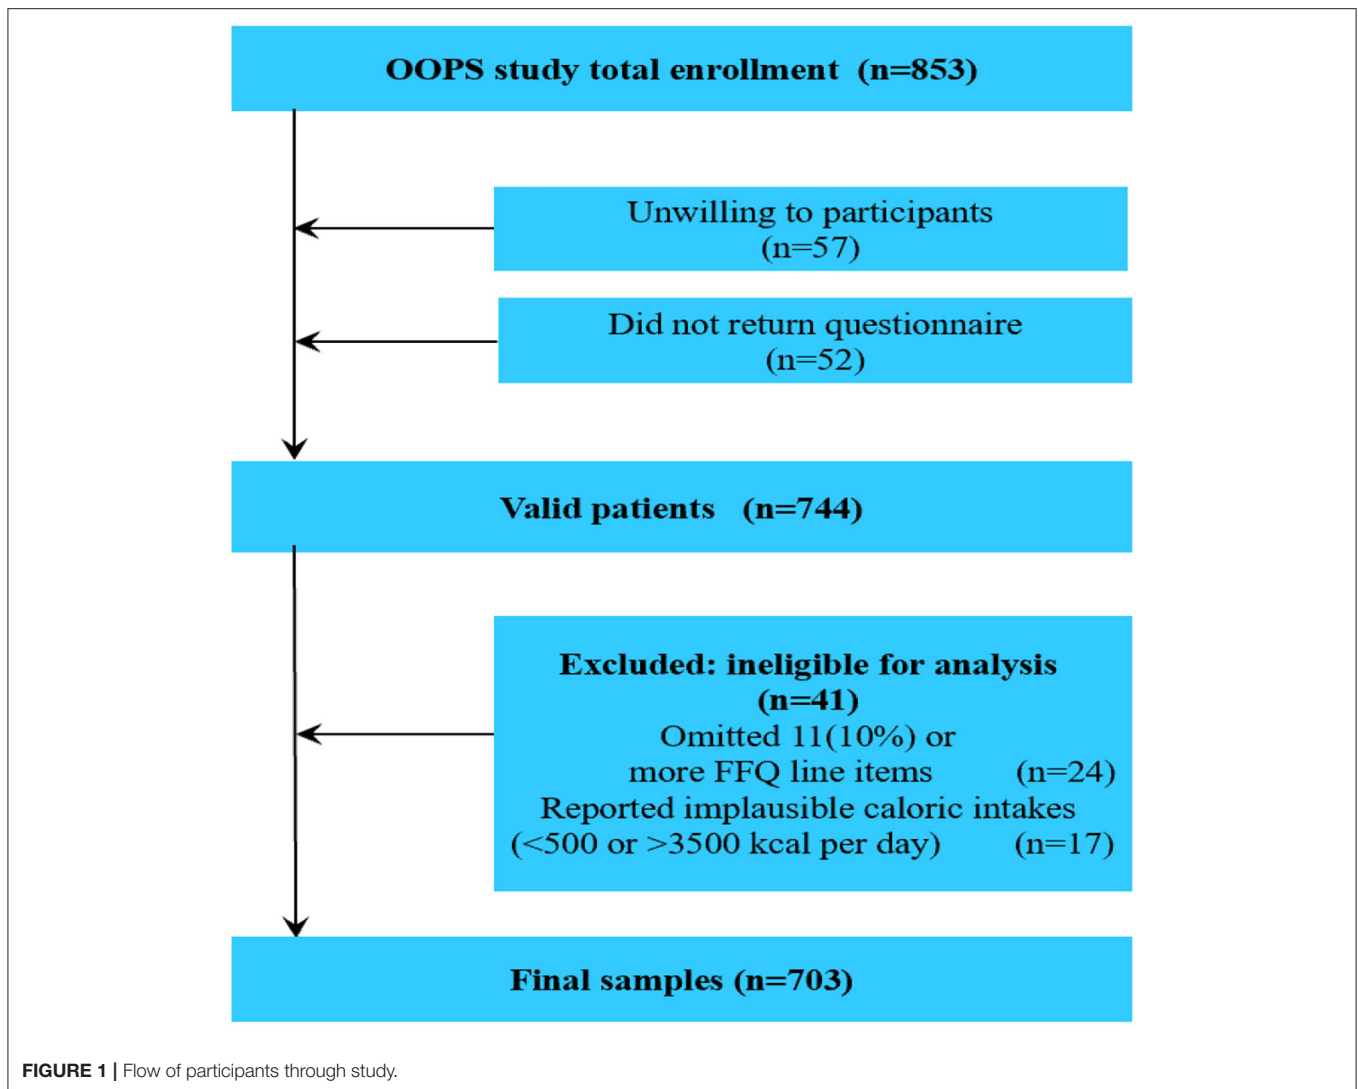 OOPS study total enrollment (n=853)
Unwilling to participants
(n=57)
Did not return questionnaire
(n=52)
Valid patients (n=744)
Excluded: ineligible for analysis
(n=41)
Omitted 11(10%) or
more FFQ line items (n=24)
Reported implausible caloric intakes
(<500 or >3500 kcal per day) (n=17)
Final samples (n=703)
FIGURE 1 | Flow of participants through study.